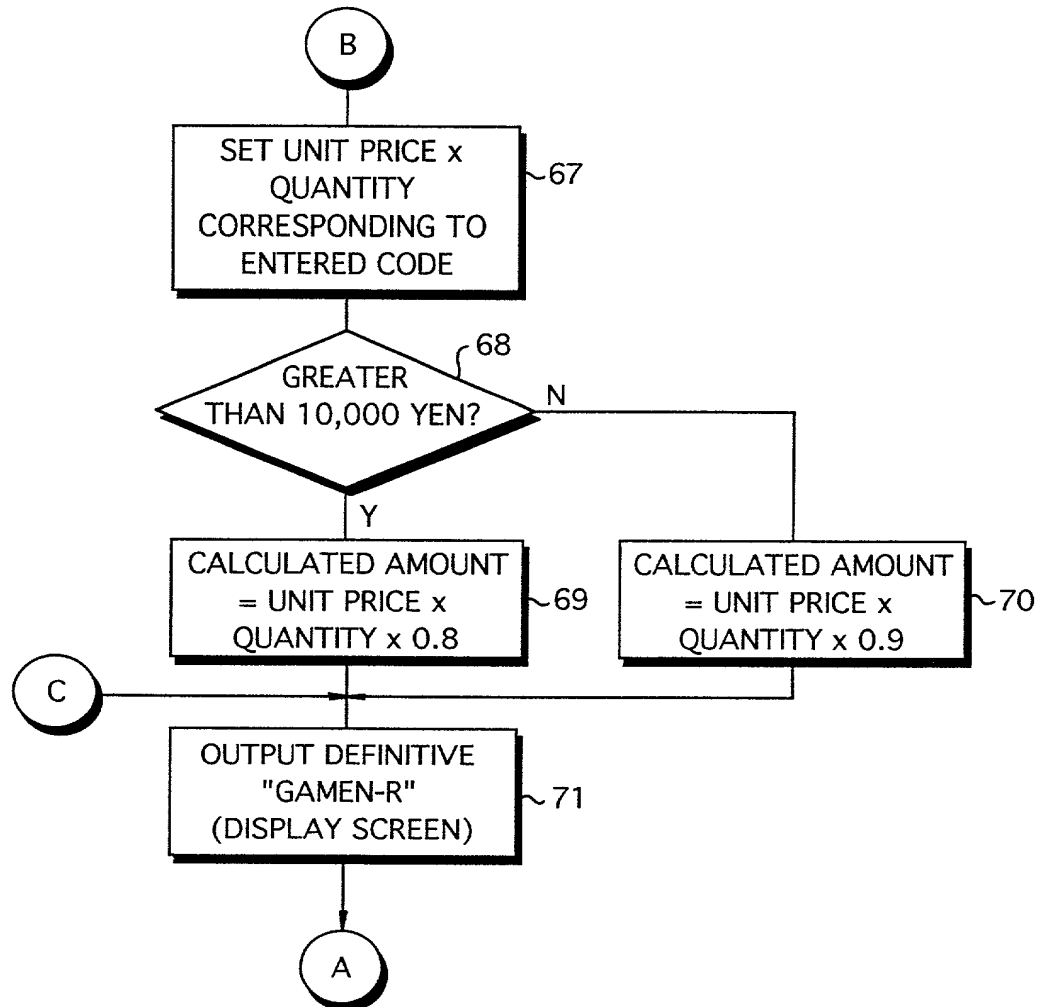 B
SET UNIT PRICE x
QUANTITY
CORRESPONDING TO
ENTERED CODE
67
68
GREATER
THAN 10,000 YEN?
N
Y
CALCULATED AMOUNT
= UNIT PRICE x
QUANTITY x 0.8
69
CALCULATED AMOUNT
= UNIT PRICE x
QUANTITY x 0.9
70
C
OUTPUT DEFINITIVE
"GAMEN-R"
(DISPLAY SCREEN)
71
A